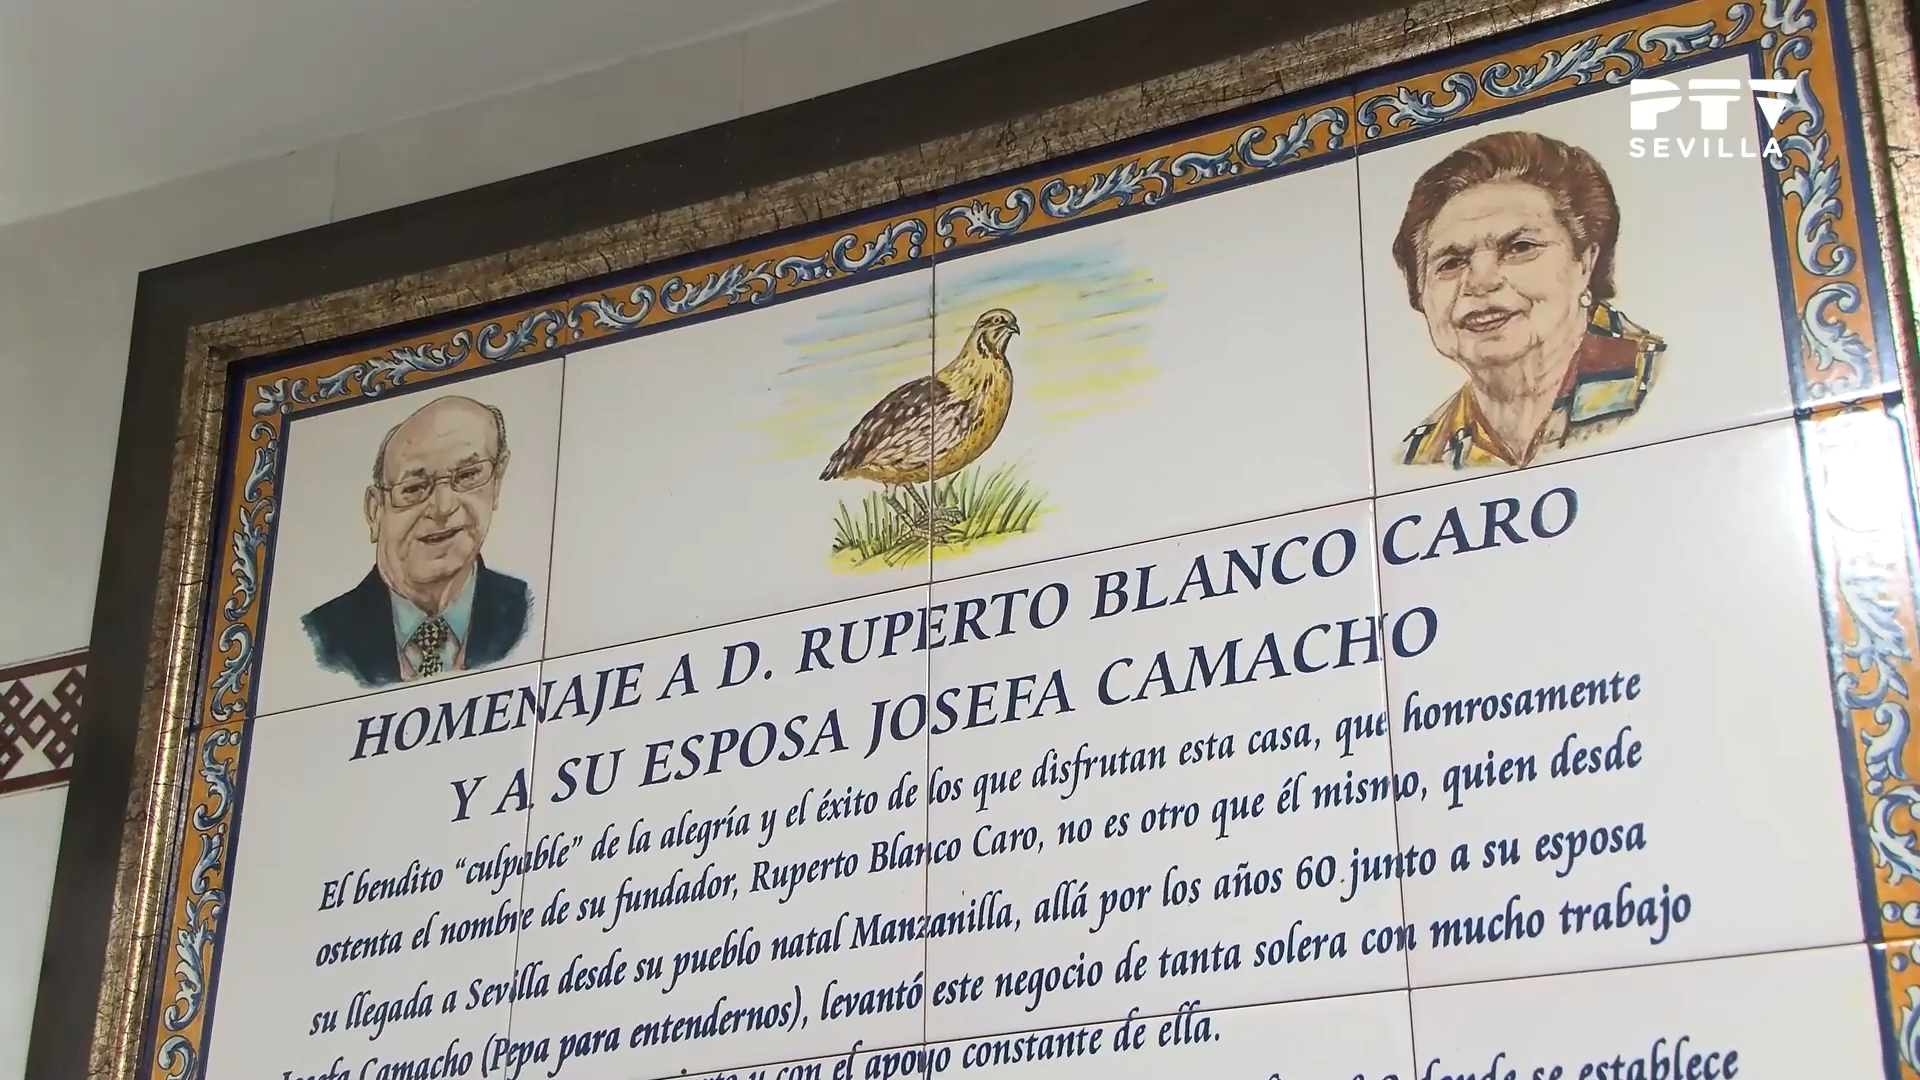 PTV
SEVILLA
HOMENAJE A D. RUPERTO BLANCO CARO
Y A SU ESPOSA JOSEFA CAMACHO
El bendito “culpable” de la alegría y el éxito de los que disfrutan esta casa, que honrosamente
ostenta el nombre de su fundador, Ruperto Blanco Caro, no es otro que él mismo, quien desde
su llegada a Sevilla desde su pueblo natal Manzanilla, allá por los años 60 junto a su esposa
Josefa Camacho (Pepa para entendernos), levantó este negocio de tanta solera con mucho trabajo
y con el apoyo constante de ella.
donde se establece